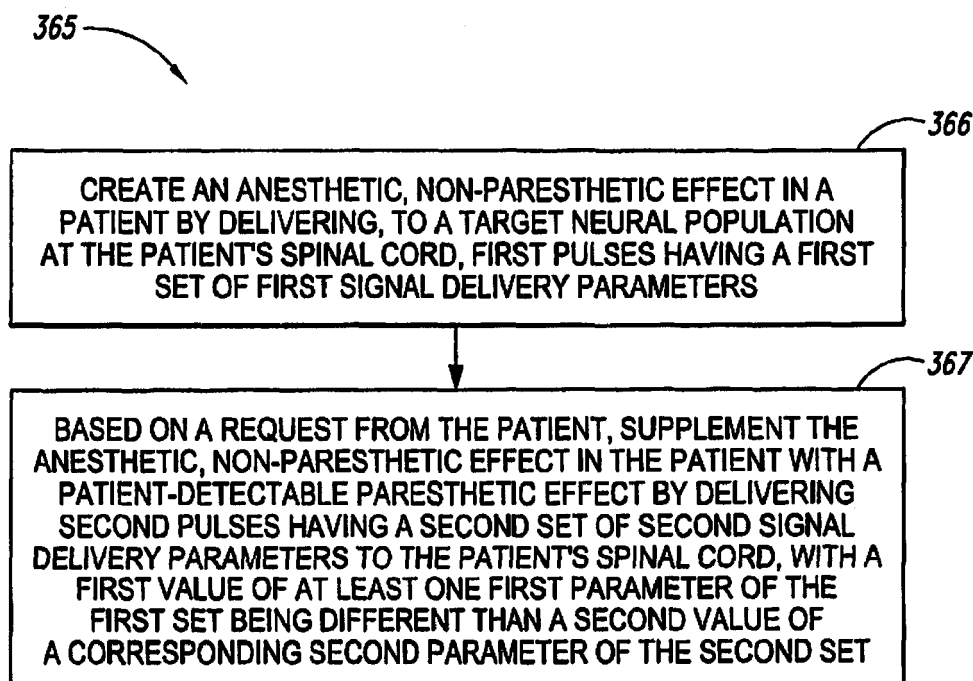 365
366
CREATE AN ANESTHETIC, NON-PARESTHETIC EFFECT IN A
PATIENT BY DELIVERING, TO A TARGET NEURAL POPULATION
AT THE PATIENT'S SPINAL CORD, FIRST PULSES HAVING A FIRST
SET OF FIRST SIGNAL DELIVERY PARAMETERS
367
BASED ON A REQUEST FROM THE PATIENT, SUPPLEMENT THE
ANESTHETIC, NON-PARESTHETIC EFFECT IN THE PATIENT WITH A
PATIENT-DETECTABLE PARESTHETIC EFFECT BY DELIVERING
SECOND PULSES HAVING A SECOND SET OF SECOND SIGNAL
DELIVERY PARAMETERS TO THE PATIENT'S SPINAL CORD, WITH A
FIRST VALUE OF AT LEAST ONE FIRST PARAMETER OF THE
FIRST SET BEING DIFFERENT THAN A SECOND VALUE OF
A CORRESPONDING SECOND PARAMETER OF THE SECOND SET